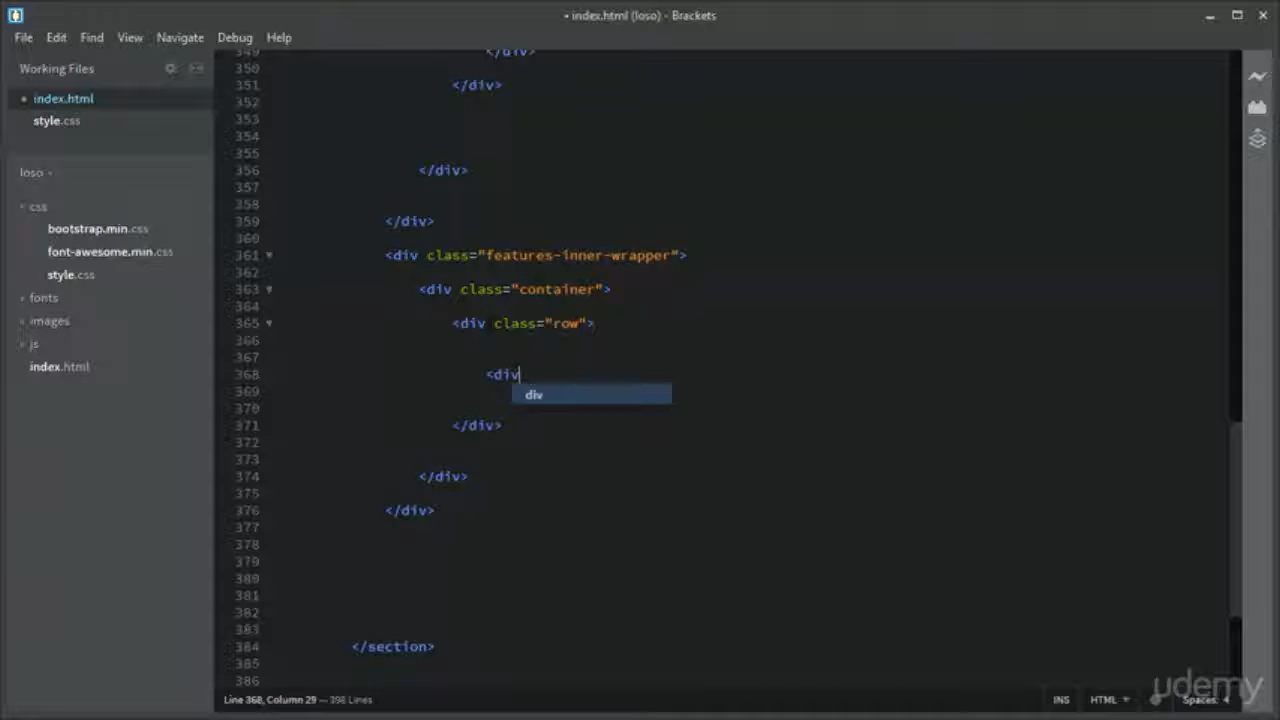 • index.html (loso) - Brackets
File Edit Find View Navigate Debug Help
Working Files
index.html
style.css
loso
css
bootstrap.min.css
font-awesome.min.css
style.css
fonts
images
js
index.html
349 </div>
350
351 </div>
352
353
354
355
356 </div>
357
358
359 </div>
360
361 <div class="features-inner-wrapper">
362
363 <div class="container">
364
365 <div class="row">
366
367
368 <div
div
369
370
371 </div>
372
373
374 </div>
375
376 </div>
377
378
379
380
381
382
383
384 </section>
385
386
Line 368, Column 29 — 398 Lines
INS HTML Spaces: 4
udemy